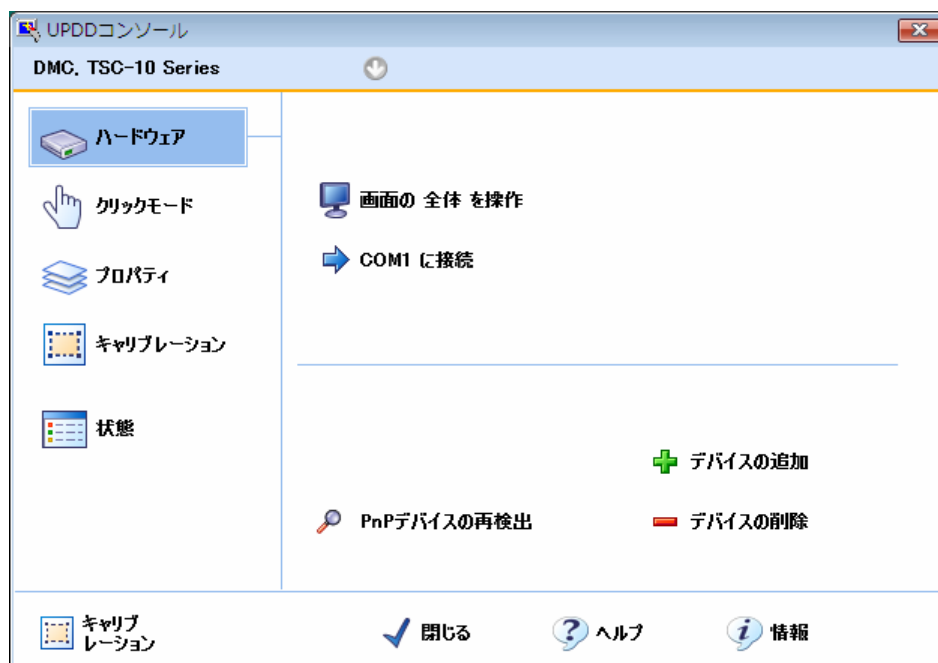 UPDDコンソール
DMC, TSC-10 Series
ハードウェア
クリックモード
プロパティ
キャリブレーション
状態
画面の 全体 を操作
COM1 に接続
デバイスの追加
PnPデバイスの再検出
デバイスの削除
キャリブ
レーション
閉じる
ヘルプ
情報